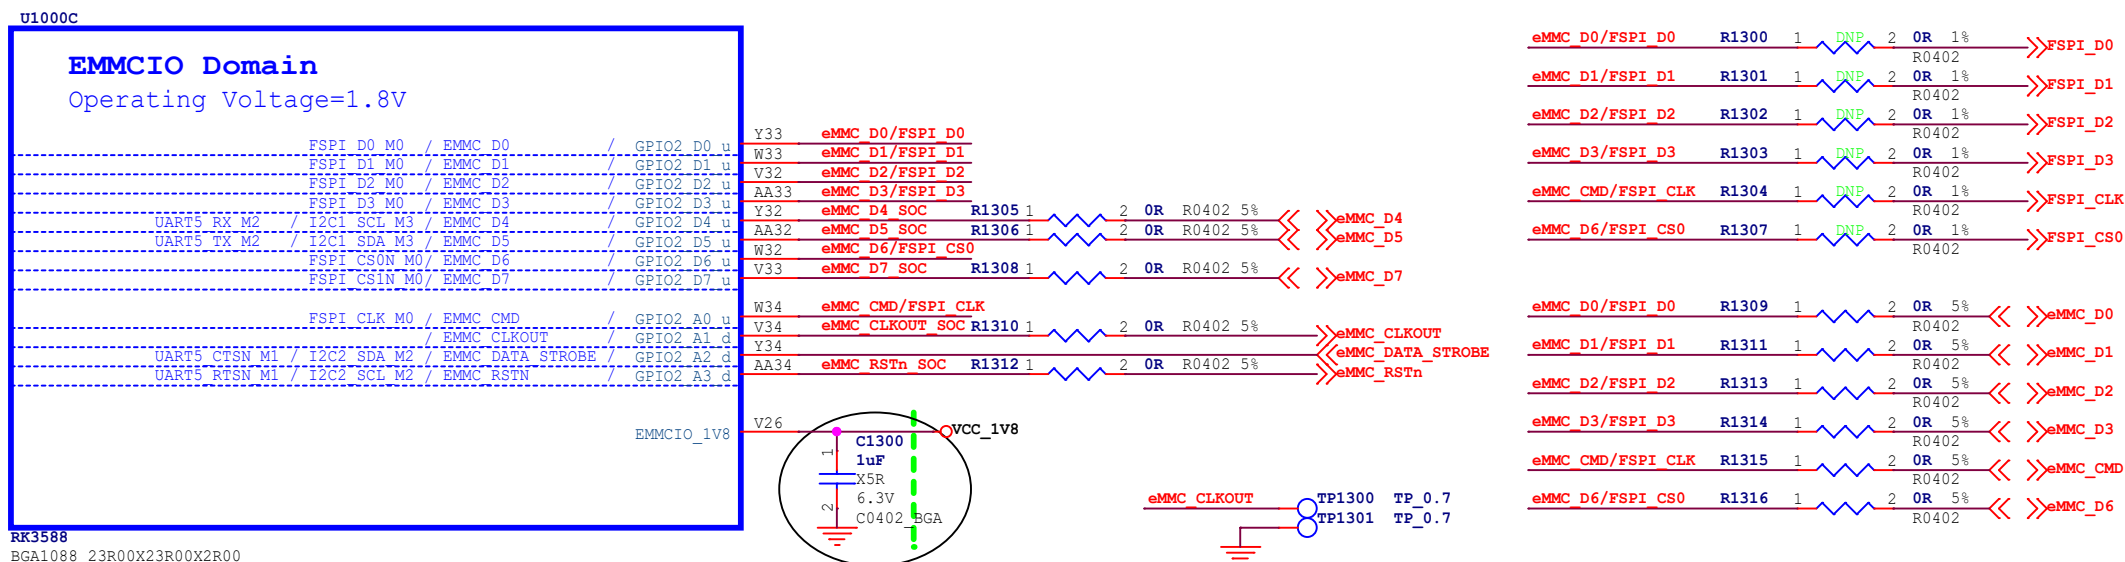 U1000C
EMMCIO Domain
Operating Voltage=1.8V
FSPI_D0_M0 / EMMC_D0 / GPIO2_D0_u Y33 eMMC_D0/FSPI_D0
FSPI_D1_M0 / EMMC_D1 / GPIO2_D1_u W33 eMMC_D1/FSPI_D1
FSPI_D2_M0 / EMMC_D2 / GPIO2_D2_u V32 eMMC_D2/FSPI_D2
FSPI_D3_M0 / EMMC_D3 / GPIO2_D3_u AA33 eMMC_D3/FSPI_D3
UART5_RX_M2 / I2C1_SCL_M3 / EMMC_D4 / GPIO2_D4_u Y32 eMMC_D4_SOC R1305 1 2 0R R0402 5% eMMC_D4
UART5_TX_M2 / I2C1_SDA_M3 / EMMC_D5 / GPIO2_D5_u AA32 eMMC_D5_SOC R1306 1 2 0R R0402 5% eMMC_D5
FSPI_CS0N_M0/ EMMC_D6 / GPIO2_D6_u W32 eMMC_D6/FSPI_CS0
FSPI_CS1N_M0/ EMMC_D7 / GPIO2_D7_u V33 eMMC_D7_SOC R1308 1 2 0R R0402 5% eMMC_D7
FSPI_CLK_M0 / EMMC_CMD / GPIO2_A0_u W34 eMMC_CMD/FSPI_CLK
/ EMMC_CLKOUT / GPIO2_A1_d V34 eMMC_CLKOUT_SOC R1310 1 2 0R R0402 5% eMMC_CLKOUT
UART5_CTSN_M1 / I2C2_SDA_M2 / EMMC_DATA_STROBE / GPIO2_A2_d Y34 eMMC_DATA_STROBE
UART5_RTSN_M1 / I2C2_SCL_M2 / EMMC_RSTN / GPIO2_A3_d AA34 eMMC_RSTn_SOC R1312 1 2 0R R0402 5% eMMC_RSTn
EMMCIO_1V8 V26 VCC_1V8
C1300
1uF
X5R
6.3V
C0402_BGA
1
2
RK3588
BGA1088_23R00X23R00X2R00
eMMC_CLKOUT TP1300 TP_0.7
TP1301 TP_0.7
eMMC_D0/FSPI_D0 R1300 1 DNP 2 0R 1% FSPI_D0
R0402
eMMC_D1/FSPI_D1 R1301 1 DNP 2 0R 1% FSPI_D1
R0402
eMMC_D2/FSPI_D2 R1302 1 DNP 2 0R 1% FSPI_D2
R0402
eMMC_D3/FSPI_D3 R1303 1 DNP 2 0R 1% FSPI_D3
R0402
eMMC_CMD/FSPI_CLK R1304 1 DNP 2 0R 1% FSPI_CLK
R0402
eMMC_D6/FSPI_CS0 R1307 1 DNP 2 0R 1% FSPI_CS0
R0402
eMMC_D0/FSPI_D0 R1309 1 2 0R 5% eMMC_D0
R0402
eMMC_D1/FSPI_D1 R1311 1 2 0R 5% eMMC_D1
R0402
eMMC_D2/FSPI_D2 R1313 1 2 0R 5% eMMC_D2
R0402
eMMC_D3/FSPI_D3 R1314 1 2 0R 5% eMMC_D3
R0402
eMMC_CMD/FSPI_CLK R1315 1 2 0R 5% eMMC_CMD
R0402
eMMC_D6/FSPI_CS0 R1316 1 2 0R 5% eMMC_D6
R0402